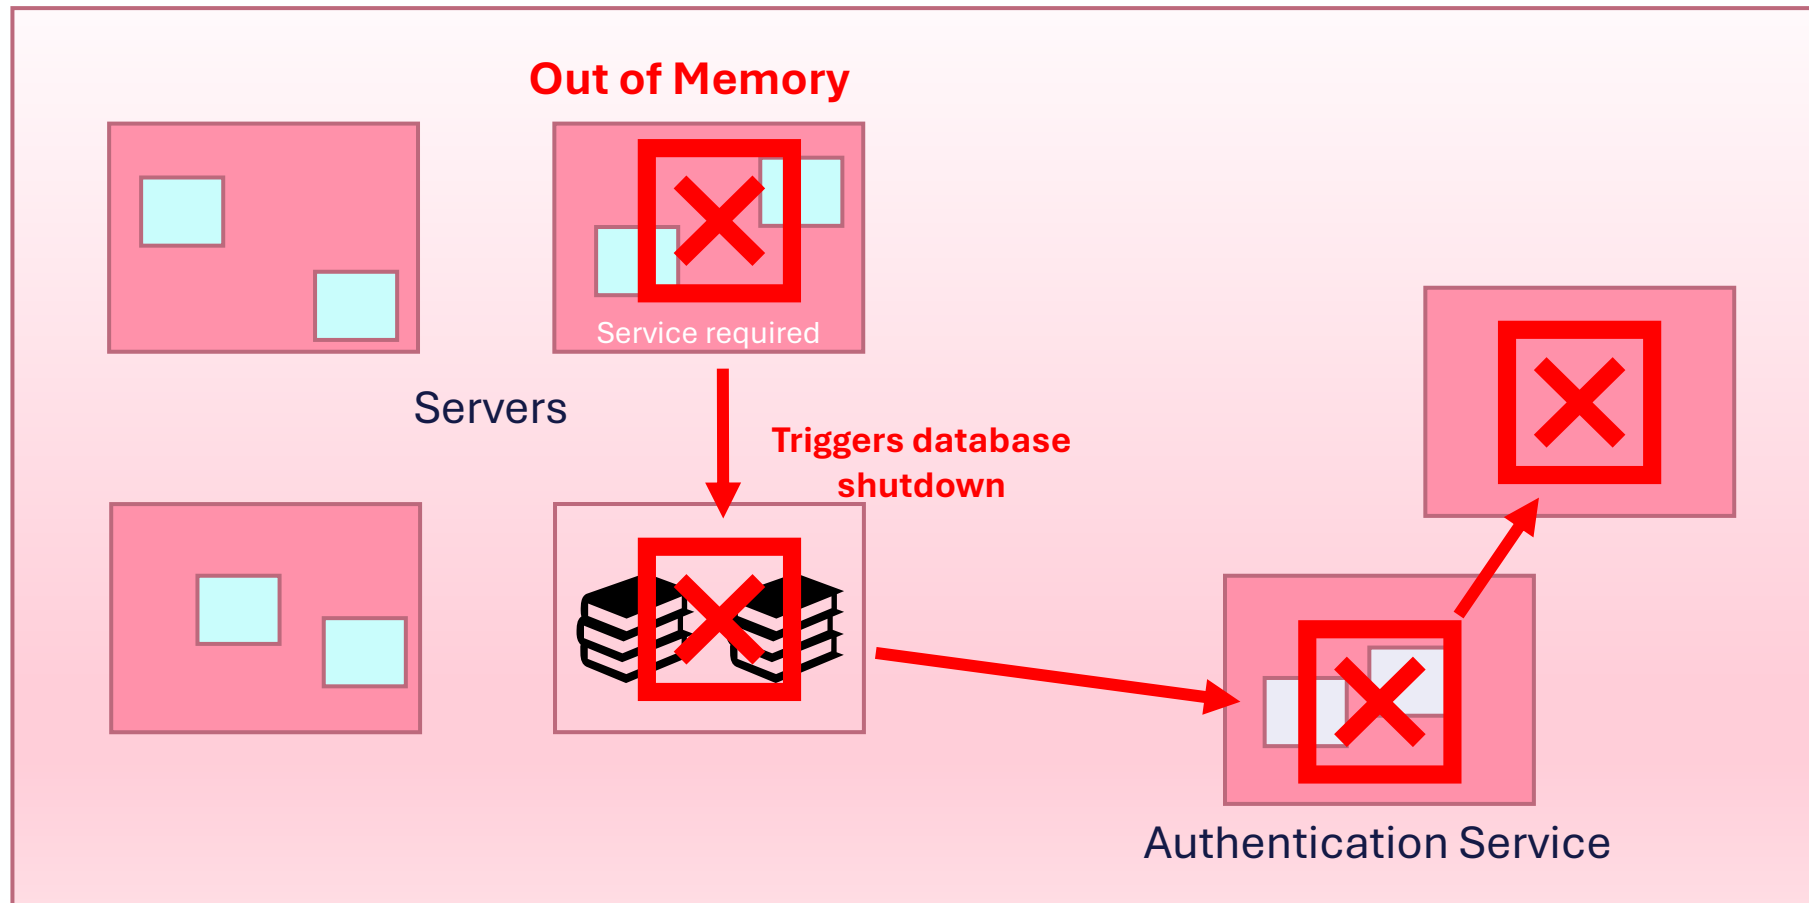 Out of Memory
Service required
Servers
Triggers database
shutdown
Authentication Service